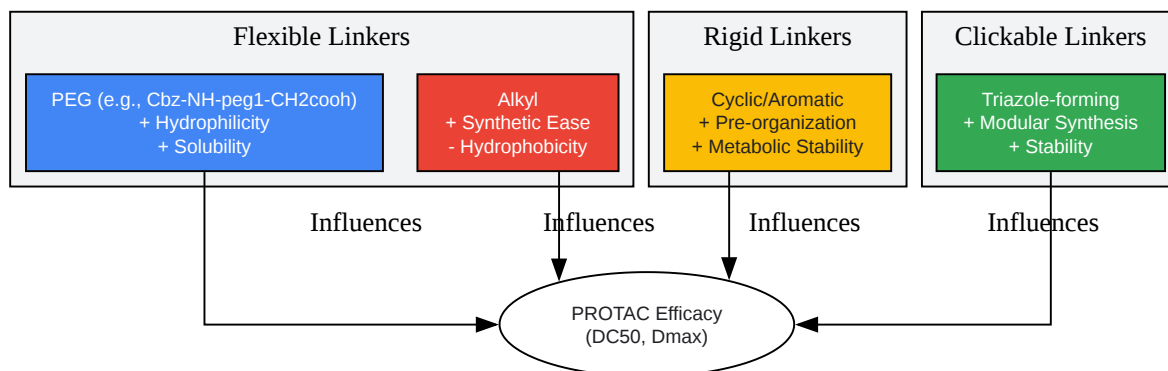 Flexible Linkers
PEG (e.g., Cbz-NH-peg1-CH2cooh)
+ Hydrophilicity
+ Solubility
Alkyl
+ Synthetic Ease
- Hydrophobicity
Rigid Linkers
Cyclic/Aromatic
+ Pre-organization
+ Metabolic Stability
Clickable Linkers
Triazole-forming
+ Modular Synthesis
+ Stability
Influences
Influences
Influences
Influences
PROTAC Efficacy
(DC50, Dmax)